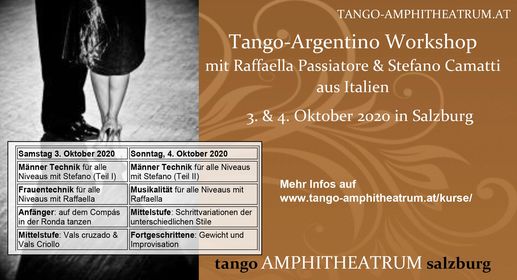 TANGO-AMPHITHEATRUM.AT
Tango-Argentino Workshop
mit Raffaella Passiatore & Stefano Camatti
aus Italien
3. & 4. Oktober 2020 in Salzburg
Samstag 3. Oktober 2020
Sonntag, 4. Oktober 2020
Männer Technik für alle
Niveaus mit Stefano (Teil I)
Männer Technik für alle Niveaus
mit Stefano (Teil II)
Frauentechnik für alle
Niveaus mit Raffaella
Musikalität für alle Niveaus mit
Raffaella
Anfänger: auf dem Compás
in der Ronda tanzen
Mittelstufe: Schrittvariationen der
unterschiedlichen Stile
Mittelstufe: Vals cruzado &
Vals Criollo
Fortgeschrittene: Gewicht und
Improvisation
Mehr Infos auf
www.tango-amphitheatrum.at/kurse/
tango AMPHITHEATRUM salzburg